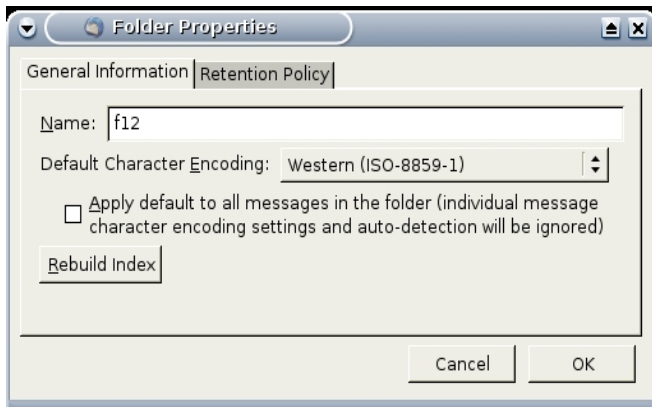 Folder Properties
General Information Retention Policy
Name: f12
Default Character Encoding: Western (ISO-8859-1)
Apply default to all messages in the folder (individual message
character encoding settings and auto-detection will be ignored)
Rebuild Index
Cancel OK